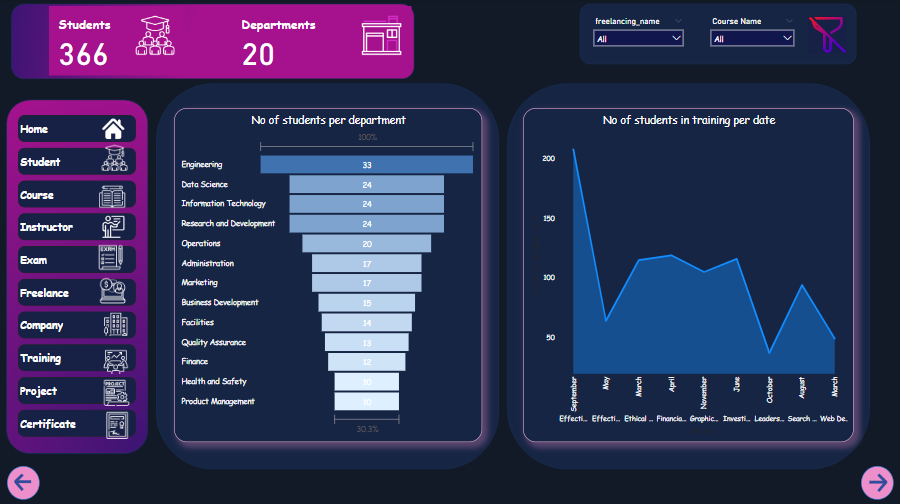 Students
366
Departments
20
freelancing_name
All
Course Name
All
Home
Student
Course
Instructor
Exam
Freelance
Company
Training
Project
Certificate
EXAM
PROJECT
No of students per department
100%
Engineering 33
Data Science 24
Information Technology 24
Research and Development 24
Operations 20
Administration 17
Marketing 17
Business Development 15
Facilities 14
Quality Assurance 13
Finance 12
Health and Safety 10
Product Management 10
30.3%
No of students in training per date
200
150
100
50
September
May
March
April
November
June
October
August
March
Effecti... Effecti... Ethical ... Financia... Graphic... Investi... Leaders... Search ... Web De...